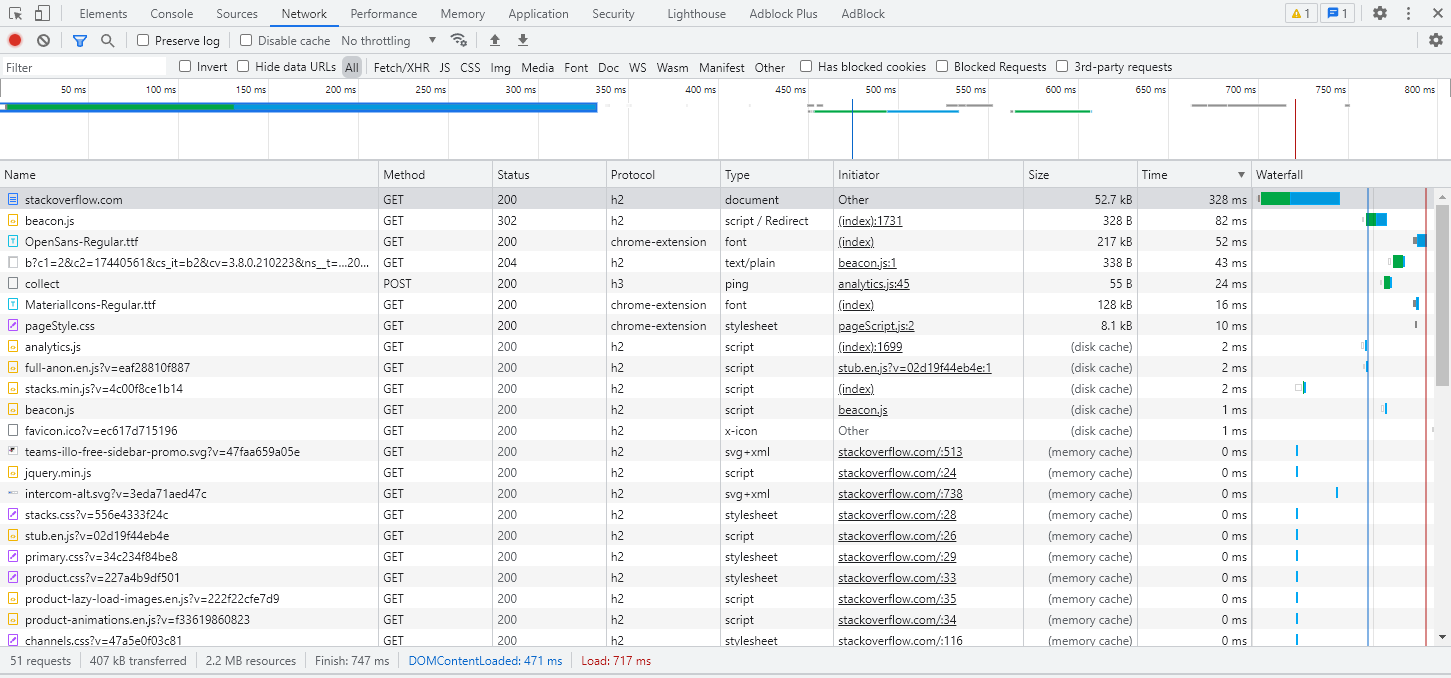 Elements Console Sources Network Performance Memory Application Security Lighthouse Adblock Plus AdBlock 1 1
Preserve log Disable cache No throttling
Filter Invert Hide data URLs All Fetch/XHR JS CSS Img Media Font Doc WS Wasm Manifest Other Has blocked cookies Blocked Requests 3rd-party requests
50 ms 100 ms 150 ms 200 ms 250 ms 300 ms 350 ms 400 ms 450 ms 500 ms 550 ms 600 ms 650 ms 700 ms 750 ms 800 ms
Name Method Status Protocol Type Initiator Size Time Waterfall
stackoverflow.com GET 200 h2 document Other 52.7 kB 328 ms
beacon.js GET 302 h2 script / Redirect (index):1731 328 B 82 ms
OpenSans-Regular.ttf GET 200 chrome-extension font (index) 217 kB 52 ms
b?c1=2&c2=17440561&cs_it=b2&cv=3.8.0.210223&ns__t=...20... GET 204 h2 text/plain beacon.js:1 338 B 43 ms
collect POST 200 h3 ping analytics.js:45 55 B 24 ms
MaterialIcons-Regular.ttf GET 200 chrome-extension font (index) 128 kB 16 ms
pageStyle.css GET 200 chrome-extension stylesheet pageScript.js:2 8.1 kB 10 ms
analytics.js GET 200 h2 script (index):1699 (disk cache) 2 ms
full-anon.en.js?v=eaf28810f887 GET 200 h2 script stub.en.js?v=02d19f44eb4e:1 (disk cache) 2 ms
stacks.min.js?v=4c00f8ce1b14 GET 200 h2 script (index) (disk cache) 2 ms
beacon.js GET 200 h2 script beacon.js (disk cache) 1 ms
favicon.ico?v=ec617d715196 GET 200 h2 x-icon Other (disk cache) 1 ms
teams-illo-free-sidebar-promo.svg?v=47faa659a05e GET 200 h2 svg+xml stackoverflow.com/:513 (memory cache) 0 ms
jquery.min.js GET 200 h2 script stackoverflow.com/:24 (memory cache) 0 ms
intercom-alt.svg?v=3eda71aed47c GET 200 h2 svg+xml stackoverflow.com/:738 (memory cache) 0 ms
stacks.css?v=556e4333f24c GET 200 h2 stylesheet stackoverflow.com/:28 (memory cache) 0 ms
stub.en.js?v=02d19f44eb4e GET 200 h2 script stackoverflow.com/:26 (memory cache) 0 ms
primary.css?v=34c234f84be8 GET 200 h2 stylesheet stackoverflow.com/:29 (memory cache) 0 ms
product.css?v=227a4b9df501 GET 200 h2 stylesheet stackoverflow.com/:33 (memory cache) 0 ms
product-lazy-load-images.en.js?v=222f22cfe7d9 GET 200 h2 script stackoverflow.com/:35 (memory cache) 0 ms
product-animations.en.js?v=f33619860823 GET 200 h2 script stackoverflow.com/:34 (memory cache) 0 ms
channels.css?v=47a5e0f03c81 GET 200 h2 stylesheet stackoverflow.com/:116 (memory cache) 0 ms
51 requests 407 kB transferred 2.2 MB resources Finish: 747 ms DOMContentLoaded: 471 ms Load: 717 ms